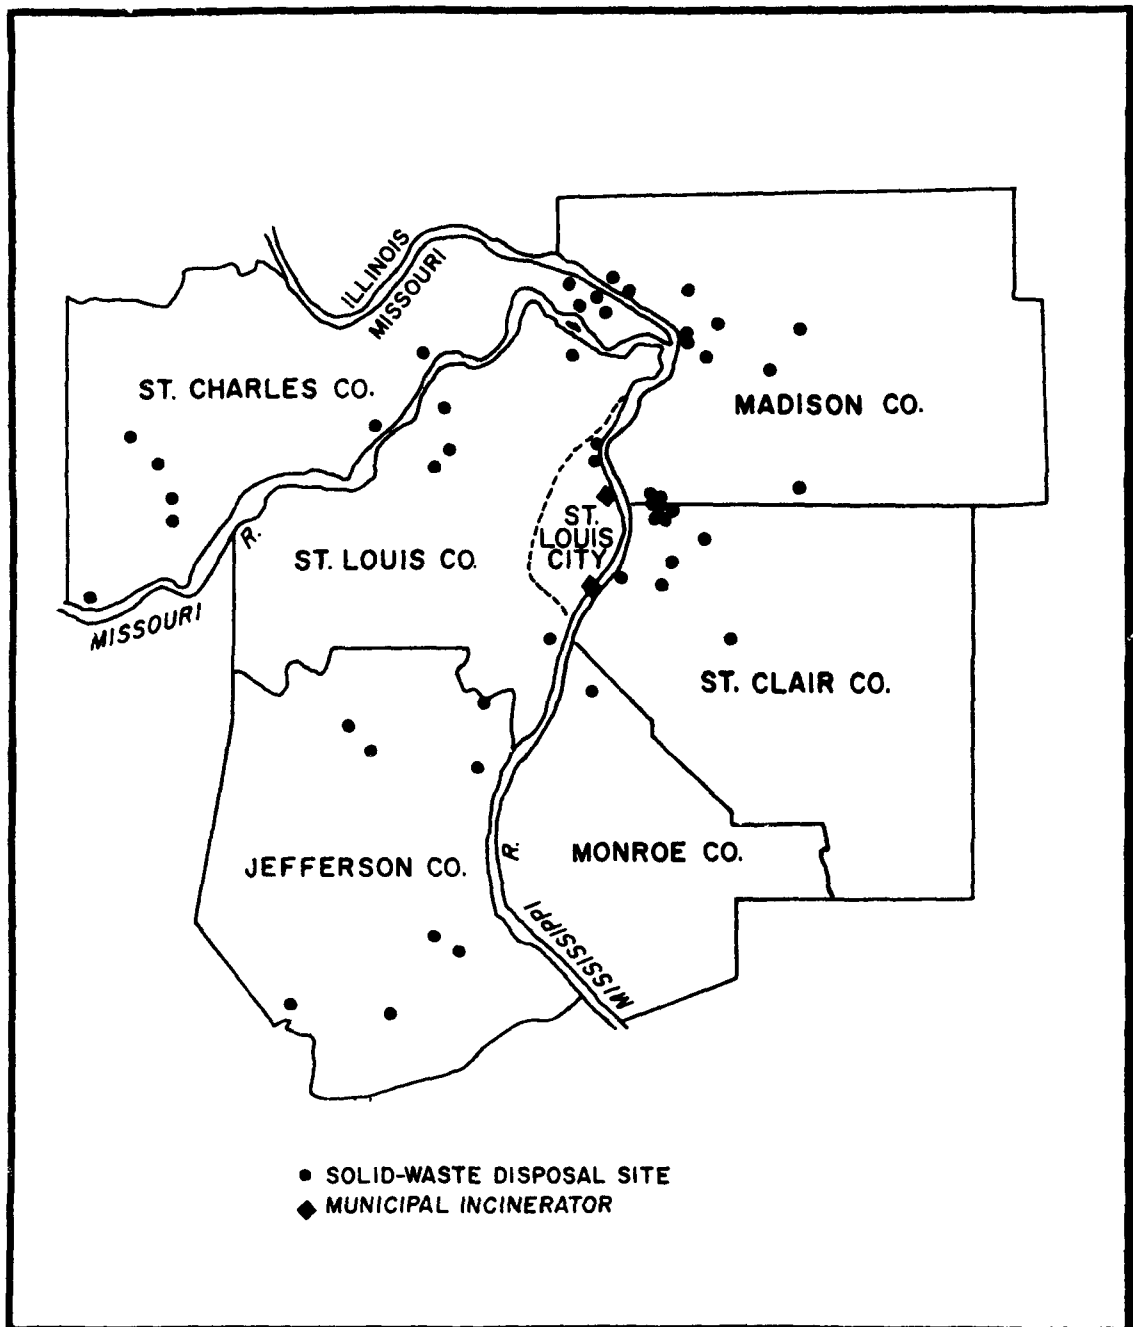 ILLINOIS
MISSOURI
ST. CHARLES CO.
MADISON CO.
ST.
LOUIS
CITY
R.
ST. LOUIS CO.
MISSOURI
ST. CLAIR CO.
R.
MONROE CO.
JEFFERSON CO.
MISSISSIPPI
SOLID-WASTE DISPOSAL SITE
MUNICIPAL INCINERATOR